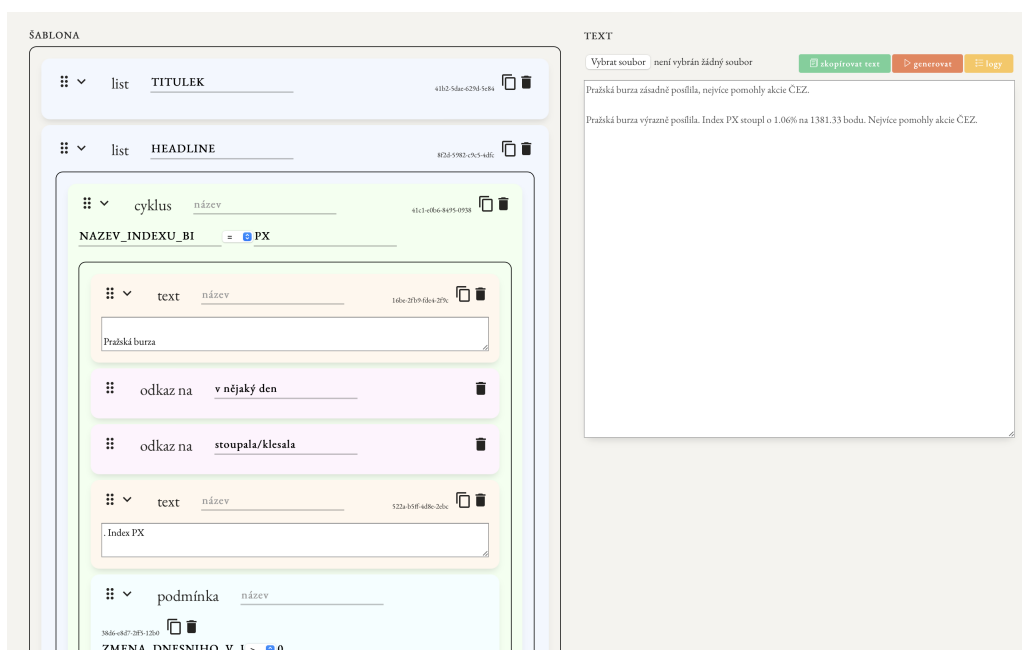 ŠABLONA
list TITULEK
41b2-5dae-629d-5e84
list HEADLINE
8f2d-5982-c9c5-4dfc
cyklus název
41c1-e0b6-8495-0938
NAZEV_INDEXU_BI = PX
text název
16be-2fb9-fde4-2f9c
Pražská burza
odkaz na v nějaký den
odkaz na stoupala/klesala
text název
522a-b5ff-4d8e-2ebc
. Index PX
podmínka název
38d6-e8d7-2ff5-12b0
TEXT
Vybrat soubor není vybrán žádný soubor
zkopírovat text
generovat
logy
Pražská burza zásadně posílila, nejvíce pomohly akcie ČEZ.
Pražská burza výrazně posílila. Index PX stoupl o 1.06% na 1381.33 bodu. Nejvíce pomohly akcie ČEZ.